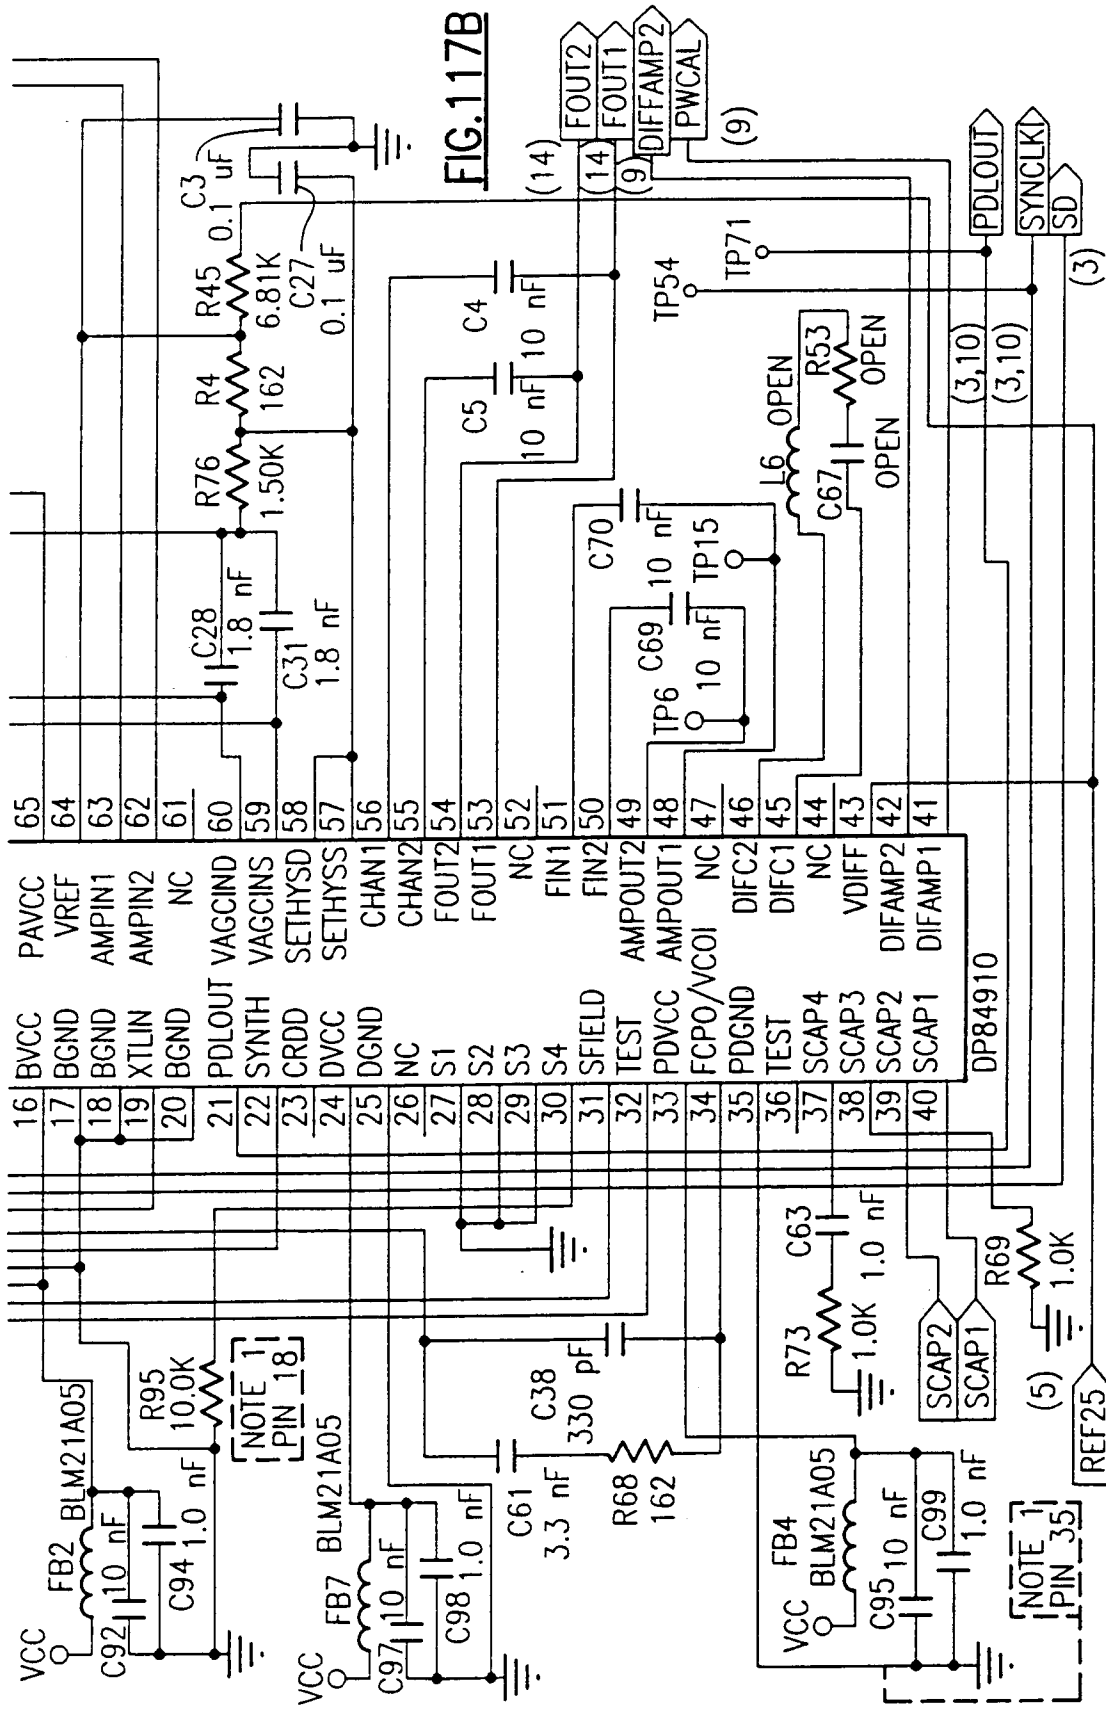 FIG.117B
VCC
FB2
BLM21A05
C92
10 nF
C94
1.0 nF
R95
10.0K
NOTE 1
PIN 18
VCC
FB7
BLM21A05
C97
10 nF
C98
1.0 nF
C61
3.3 nF
C38
330 pF
R68
162
VCC
FB4
BLM21A05
C95
10 nF
C99
1.0 nF
NOTE 1
PIN 35
R73
1.0K
C63
1.0 nF
R69
1.0K
SCAP2
SCAP1
(5)
REF25
16 BVCC
17 BGND
18 BGND
19 XTLIN
20 BGND
21 PDLOUT
22 SYNTH
23 CRDD
24 DVCC
25 DGND
26 NC
27 S1
28 S2
29 S3
30 S4
31 SFIELD
32 TEST
33 PDVCC
34 FCPO/VCOI
35 PDGND
36 TEST
37 SCAP4
38 SCAP3
39 SCAP2
40 SCAP1
DP84910
PAVCC 65
VREF 64
AMPIN1 63
AMPIN2 62
NC 61
VAGCIND 60
VAGCINS 59
SETHYSD 58
SETHYSS 57
CHAN1 56
CHAN2 55
FOUT2 54
FOUT1 53
NC 52
FIN1 51
FIN2 50
AMPOUT2 49
AMPOUT1 48
NC 47
DIFC2 46
DIFC1 45
NC 44
VDIFF 43
DIFAMP2 42
DIFAMP1 41
C28
1.8 nF
C31
1.8 nF
R76
1.50K
R4
162
R45
6.81K
C3
0.1 uF
C27
0.1 uF
C5
10 nF
C4
10 nF
C70
10 nF
TP15
C69
10 nF
TP6
L6
OPEN
R53
OPEN
C67
OPEN
TP54
TP71
(14)
FOUT2
(14)
FOUT1
(9)
DIFFAMP2
PWCAL
(9)
(3,10)
PDLOUT
(3,10)
SYNCLKI
SD
(3)